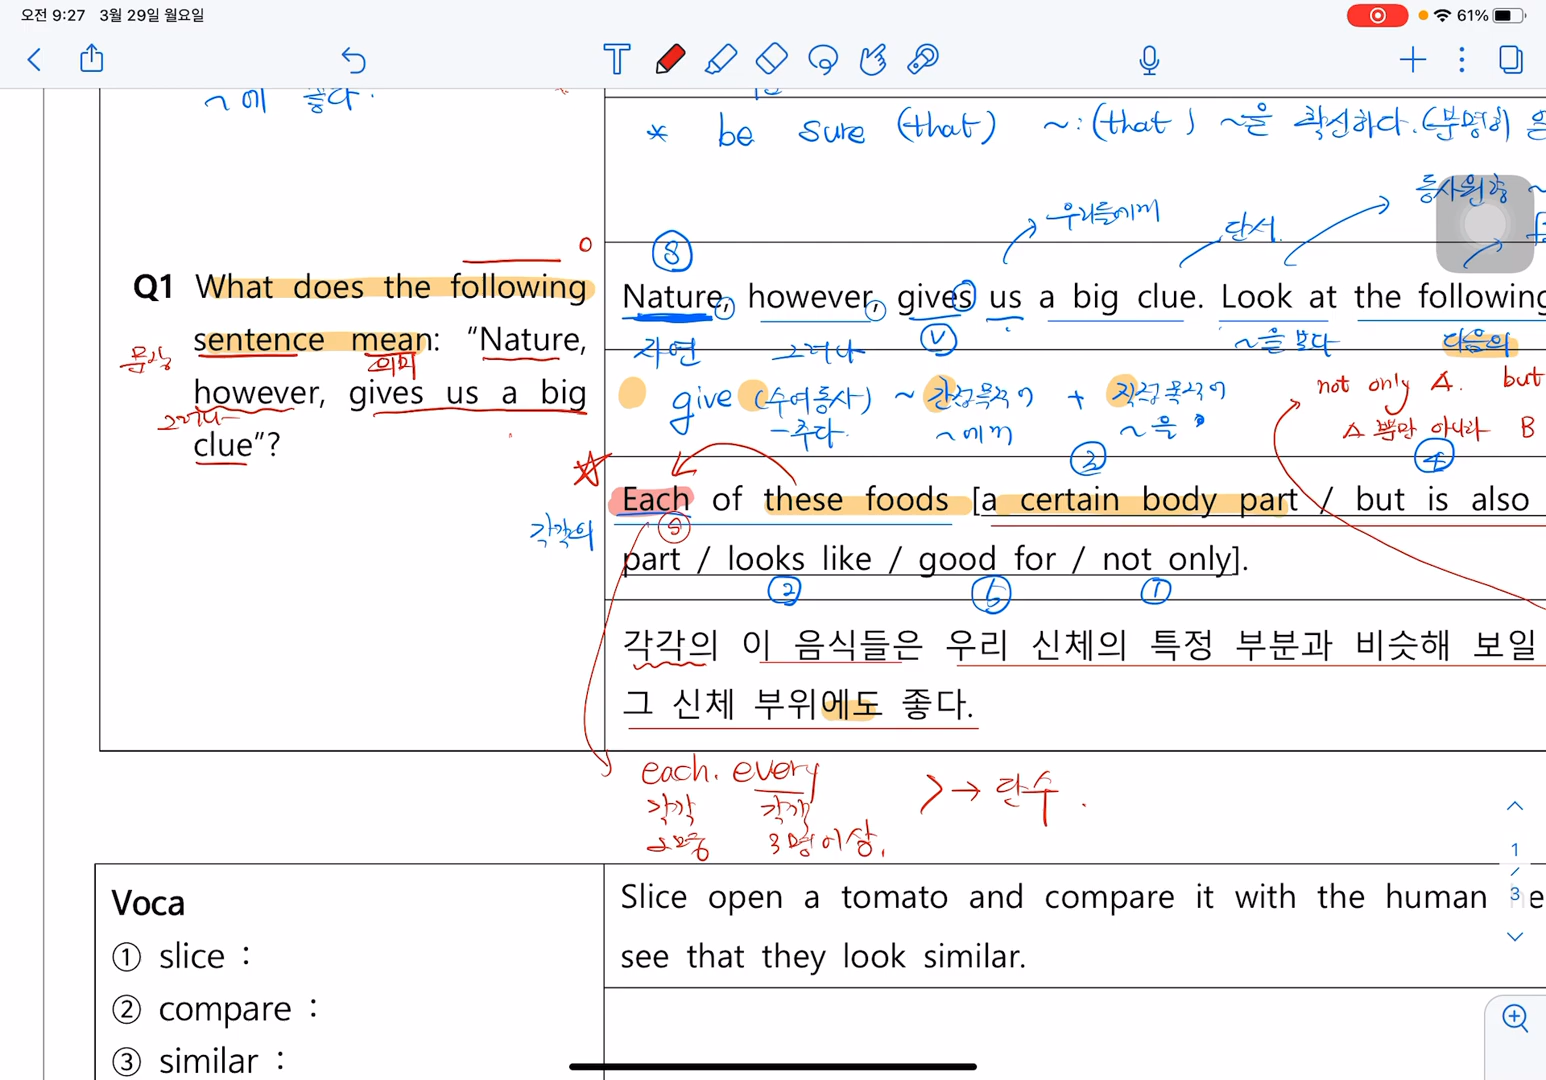 오전 9:27 3월 29일 월요일
61%
~에 좋다.
* be sure (that) ~:(that) ~을 확신하다.(분명히
동사원형 ~
우리들에게
단서
0
8
Q1 What does the following
sentence mean: “Nature,
however, gives us a big
clue”?
문장
의미
그러나
Nature, however, gives us a big clue. Look at the following
V
자연 그러나 ~을 보다 다음의
give (수여동사) ~ 간접목적어 + 직접목적어
~주다. ~에게 ~을
not only A. but
A 뿐만 아니라 B
3 4
Each of these foods [a certain body part / but is also
각각의
S
part / looks like / good for / not only].
2 5 1
각각의 이 음식들은 우리 신체의 특정 부분과 비슷해 보일
그 신체 부위에도 좋다.
each. every → 단수.
각각 각각
3명이상.
1
3
Voca
① slice :
② compare :
③ similar :
Slice open a tomato and compare it with the human
see that they look similar.